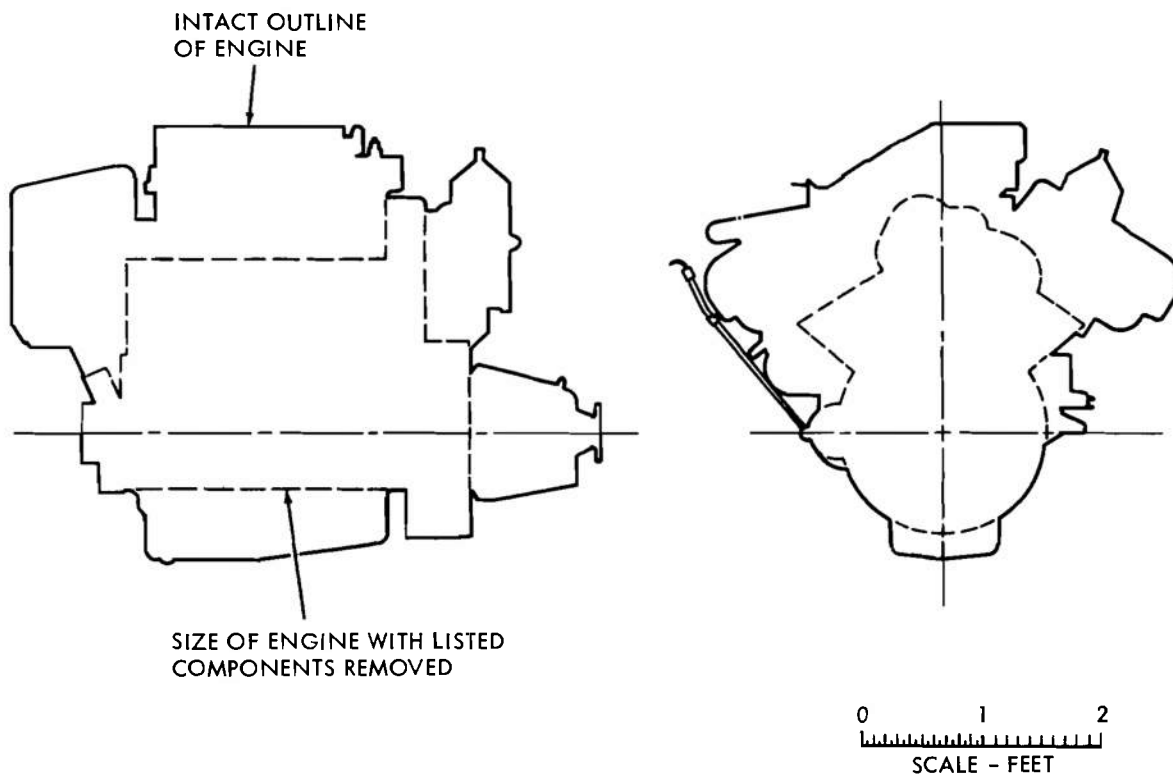 INTACT OUTLINE
OF ENGINE
SIZE OF ENGINE WITH LISTED
COMPONENTS REMOVED
0 1 2
SCALE - FEET